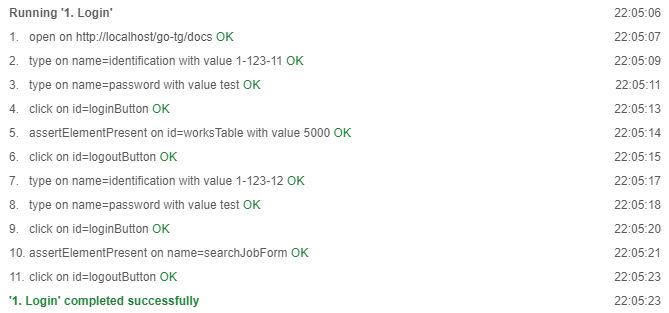 Running '1. Login' 22:05:06
1. open on http://localhost/go-tg/docs OK 22:05:07
2. type on name=identification with value 1-123-11 OK 22:05:09
3. type on name=password with value test OK 22:05:11
4. click on id=loginButton OK 22:05:13
5. assertElementPresent on id=worksTable with value 5000 OK 22:05:14
6. click on id=logoutButton OK 22:05:15
7. type on name=identification with value 1-123-12 OK 22:05:17
8. type on name=password with value test OK 22:05:18
9. click on id=loginButton OK 22:05:20
10. assertElementPresent on name=searchJobForm OK 22:05:21
11. click on id=logoutButton OK 22:05:23
'1. Login' completed successfully 22:05:23